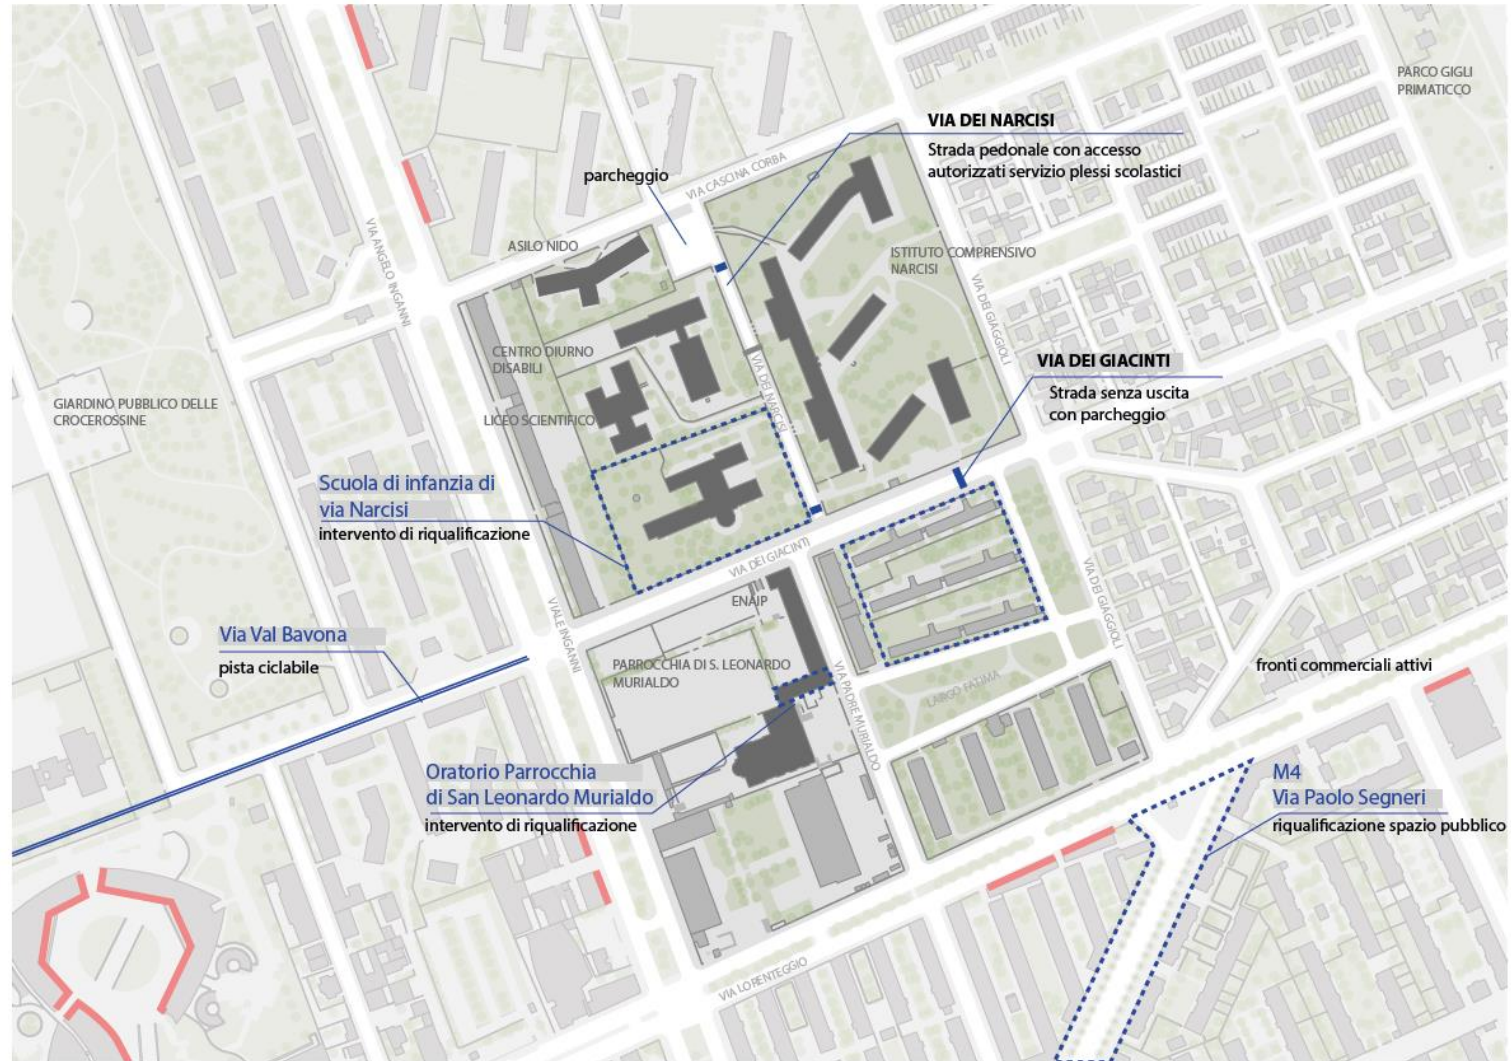 PARCO GIGLI
PRIMATICCO
VIA DEI NARCISI
Strada pedonale con accesso
autorizzati servizio plessi scolastici
parcheggio
VIA CASCINA CORBA
VIA ANGELO INGANNI
ASILO NIDO
ISTITUTO COMPRENSIVO
NARCISI
VIA DEI GIAGGIOLI
CENTRO DIURNO
DISABILI
VIA DEI NARCISI
VIA DEI GIACINTI
Strada senza uscita
con parcheggio
GIARDINO PUBBLICO DELLE
CROCEROSSINE
LICEO SCIENTIFICO
Scuola di infanzia di
via Narcisi
intervento di riqualificazione
VIA DEI GIACINTI
VIA DEI GIAGGIOLI
ENAIP
VIALE INGANNI
Via Val Bavona
pista ciclabile
PARROCCHIA DI S. LEONARDO
MURIALDO
VIA PADRE MURIALDO
LARGO FATIMA
fronti commerciali attivi
Oratorio Parrocchia
di San Leonardo Murialdo
intervento di riqualificazione
M4
Via Paolo Segneri
riqualificazione spazio pubblico
VIA LORENTEGGIO